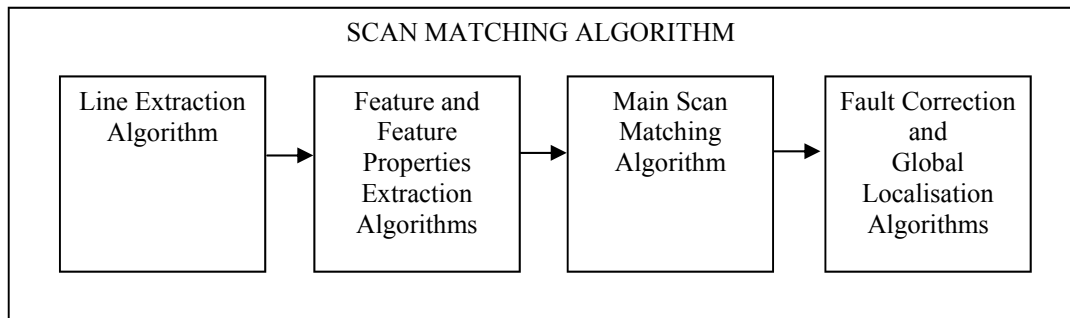 SCAN MATCHING ALGORITHM
Line Extraction
Algorithm
Feature and
Feature
Properties
Extraction
Algorithms
Main Scan
Matching
Algorithm
Fault Correction
and
Global
Localisation
Algorithms